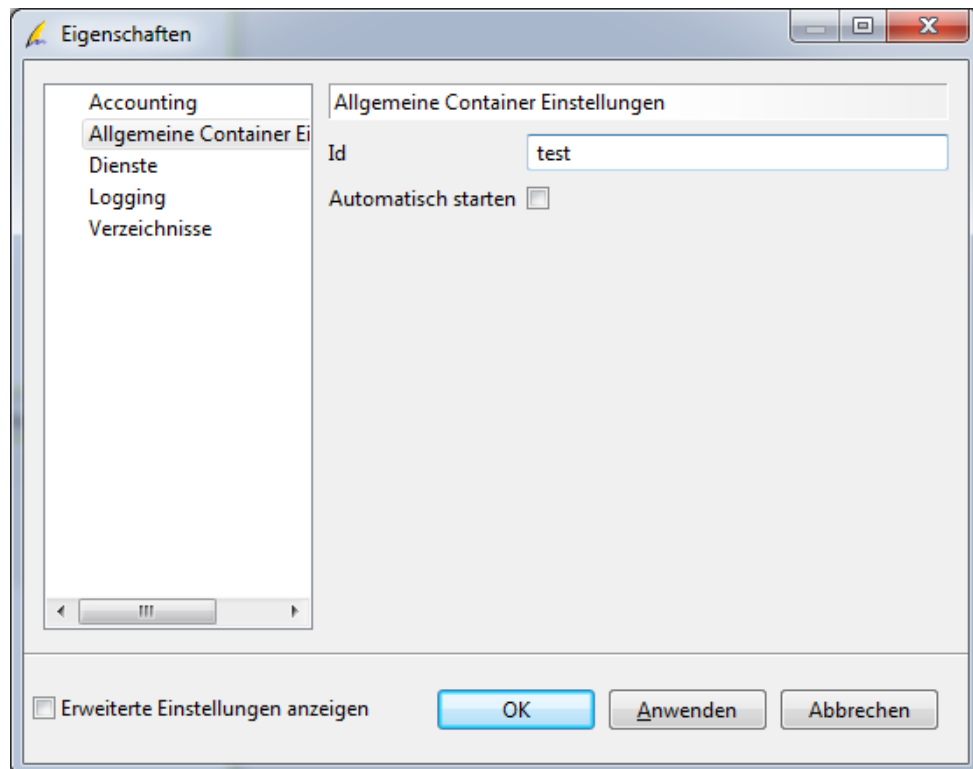 Eigenschaften
Accounting
Allgemeine Container Ei
Dienste
Logging
Verzeichnisse
Allgemeine Container Einstellungen
Id test
Automatisch starten
Erweiterte Einstellungen anzeigen OK Anwenden Abbrechen